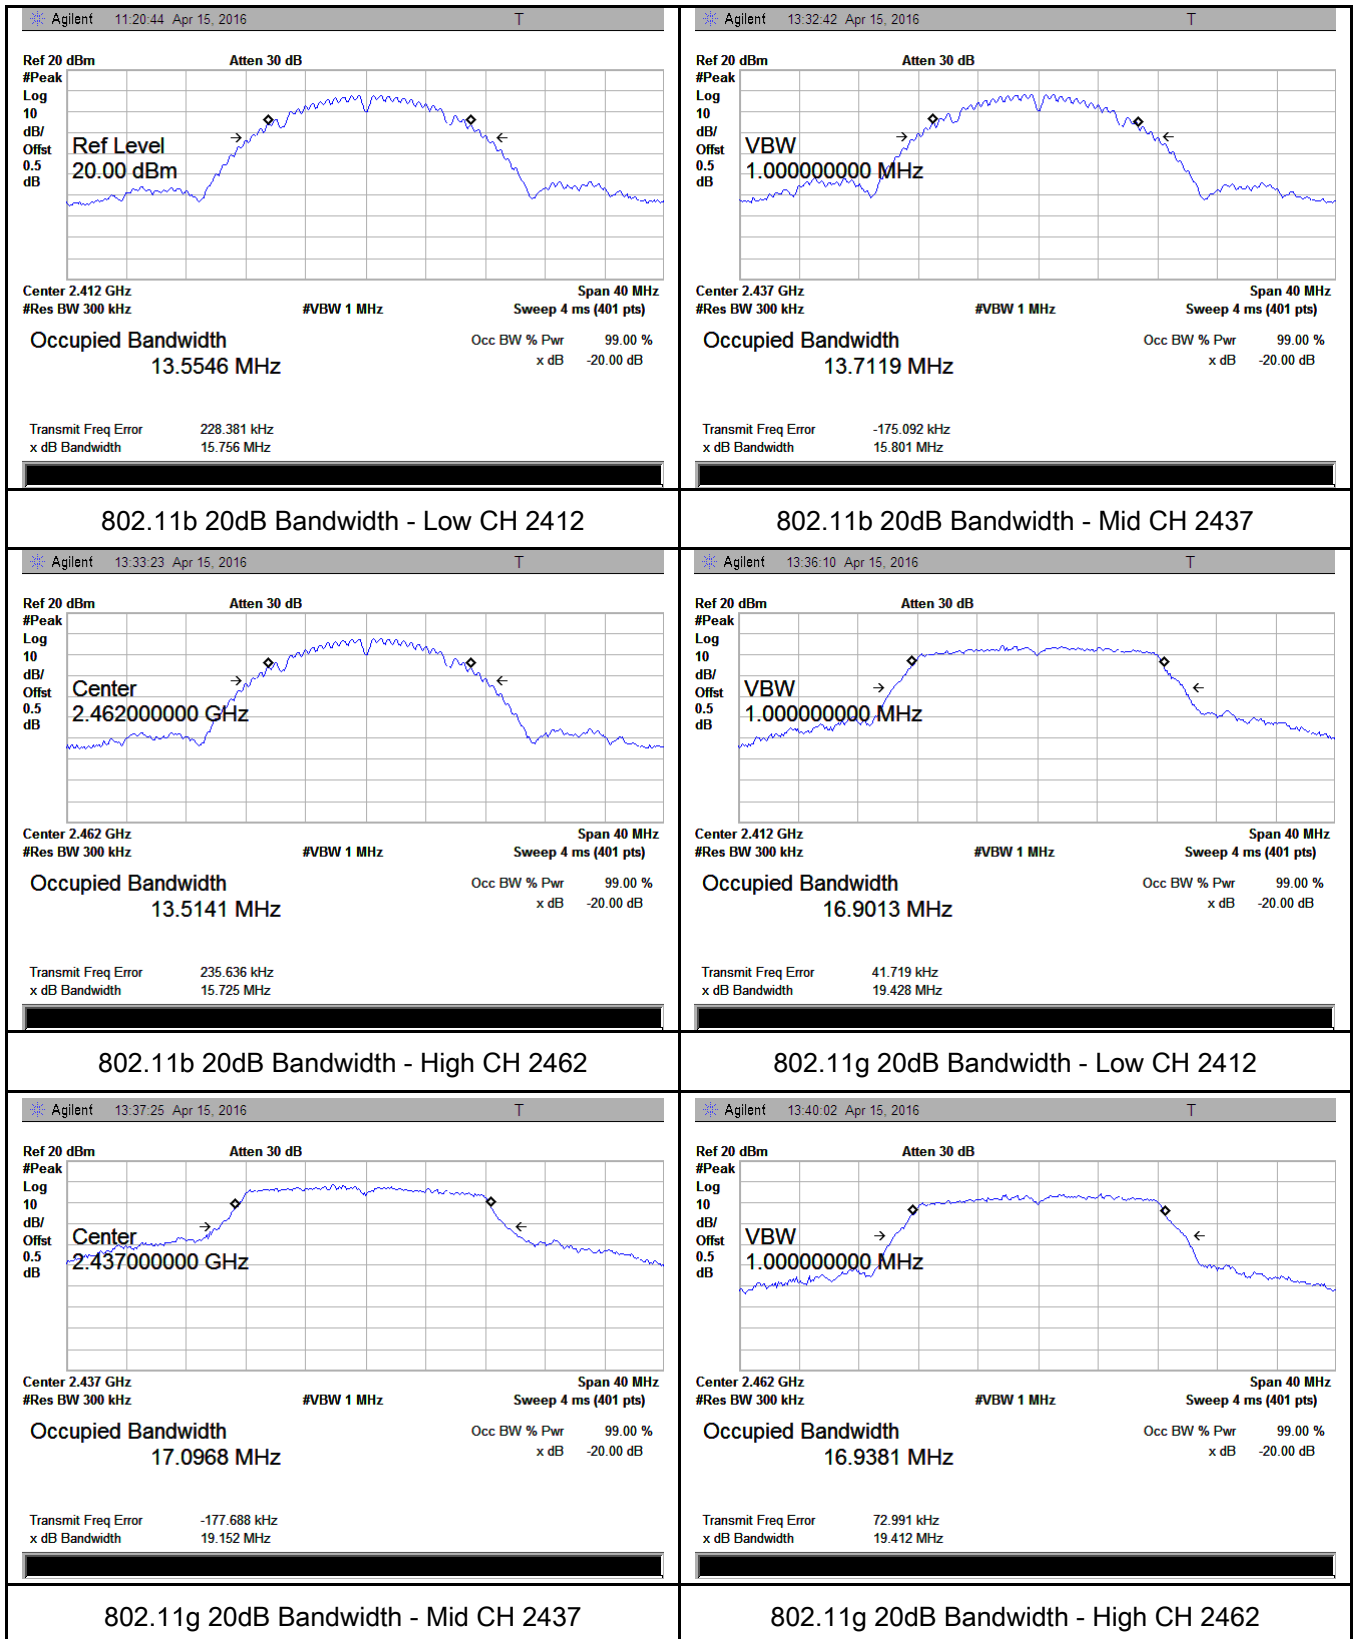 Agilent 11:20:44 Apr 15, 2016 T
Ref 20 dBm Atten 30 dB
#Peak
Log
10
dB/
Offst
0.5
dB
Ref Level
20.00 dBm
Center 2.412 GHz Span 40 MHz
#Res BW 300 kHz #VBW 1 MHz Sweep 4 ms (401 pts)
Occupied Bandwidth Occ BW % Pwr 99.00 %
13.5546 MHz x dB -20.00 dB
Transmit Freq Error 228.381 kHz
x dB Bandwidth 15.756 MHz
802.11b 20dB Bandwidth - Low CH 2412
Agilent 13:32:42 Apr 15, 2016 T
Ref 20 dBm Atten 30 dB
#Peak
Log
10
dB/
Offst
0.5
dB
VBW
1.000000000 MHz
Center 2.437 GHz Span 40 MHz
#Res BW 300 kHz #VBW 1 MHz Sweep 4 ms (401 pts)
Occupied Bandwidth Occ BW % Pwr 99.00 %
13.7119 MHz x dB -20.00 dB
Transmit Freq Error -175.092 kHz
x dB Bandwidth 15.801 MHz
802.11b 20dB Bandwidth - Mid CH 2437
Agilent 13:33:23 Apr 15, 2016 T
Ref 20 dBm Atten 30 dB
#Peak
Log
10
dB/
Offst
0.5
dB
Center
2.462000000 GHz
Center 2.462 GHz Span 40 MHz
#Res BW 300 kHz #VBW 1 MHz Sweep 4 ms (401 pts)
Occupied Bandwidth Occ BW % Pwr 99.00 %
13.5141 MHz x dB -20.00 dB
Transmit Freq Error 235.636 kHz
x dB Bandwidth 15.725 MHz
802.11b 20dB Bandwidth - High CH 2462
Agilent 13:36:10 Apr 15, 2016 T
Ref 20 dBm Atten 30 dB
#Peak
Log
10
dB/
Offst
0.5
dB
VBW
1.000000000 MHz
Center 2.412 GHz Span 40 MHz
#Res BW 300 kHz #VBW 1 MHz Sweep 4 ms (401 pts)
Occupied Bandwidth Occ BW % Pwr 99.00 %
16.9013 MHz x dB -20.00 dB
Transmit Freq Error 41.719 kHz
x dB Bandwidth 19.428 MHz
802.11g 20dB Bandwidth - Low CH 2412
Agilent 13:37:25 Apr 15, 2016 T
Ref 20 dBm Atten 30 dB
#Peak
Log
10
dB/
Offst
0.5
dB
Center
2.437000000 GHz
Center 2.437 GHz Span 40 MHz
#Res BW 300 kHz #VBW 1 MHz Sweep 4 ms (401 pts)
Occupied Bandwidth Occ BW % Pwr 99.00 %
17.0968 MHz x dB -20.00 dB
Transmit Freq Error -177.688 kHz
x dB Bandwidth 19.152 MHz
802.11g 20dB Bandwidth - Mid CH 2437
Agilent 13:40:02 Apr 15, 2016 T
Ref 20 dBm Atten 30 dB
#Peak
Log
10
dB/
Offst
0.5
dB
VBW
1.000000000 MHz
Center 2.462 GHz Span 40 MHz
#Res BW 300 kHz #VBW 1 MHz Sweep 4 ms (401 pts)
Occupied Bandwidth Occ BW % Pwr 99.00 %
16.9381 MHz x dB -20.00 dB
Transmit Freq Error 72.991 kHz
x dB Bandwidth 19.412 MHz
802.11g 20dB Bandwidth - High CH 2462